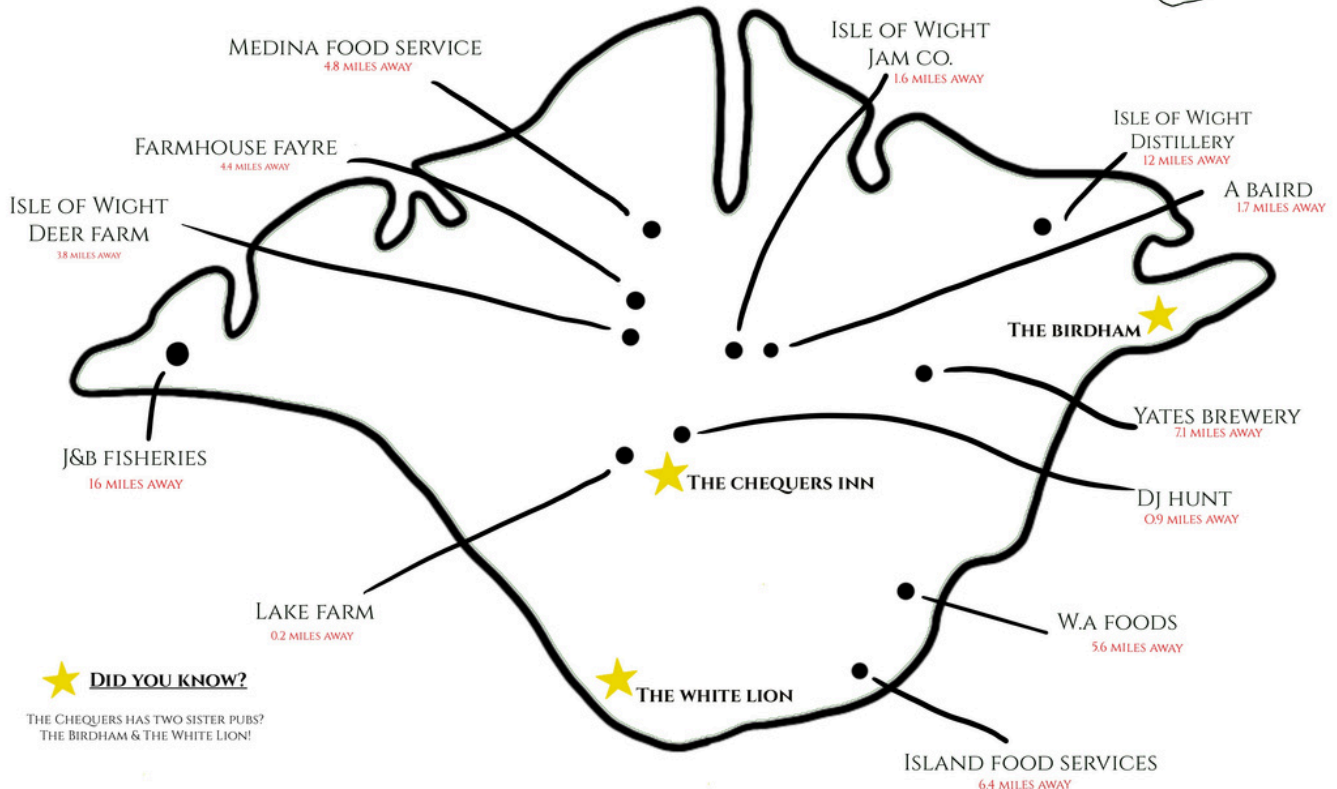 Medina food service
4.8 miles away
Isle of Wight
Jam Co.
1.6 miles away
Farmhouse Fayre
4.4 miles away
Isle of Wight
Distillery
12 miles away
A Baird
1.7 miles away
Isle of Wight
Deer Farm
3.8 miles away
The Birdham
Yates Brewery
7.1 miles away
J&B Fisheries
16 miles away
The Chequers Inn
DJ Hunt
0.9 miles away
Lake Farm
0.2 miles away
W.A Foods
5.6 miles away
Did you know?
The Chequers has two sister pubs?
The Birdham & The White Lion!
The White Lion
Island Food Services
6.4 miles away